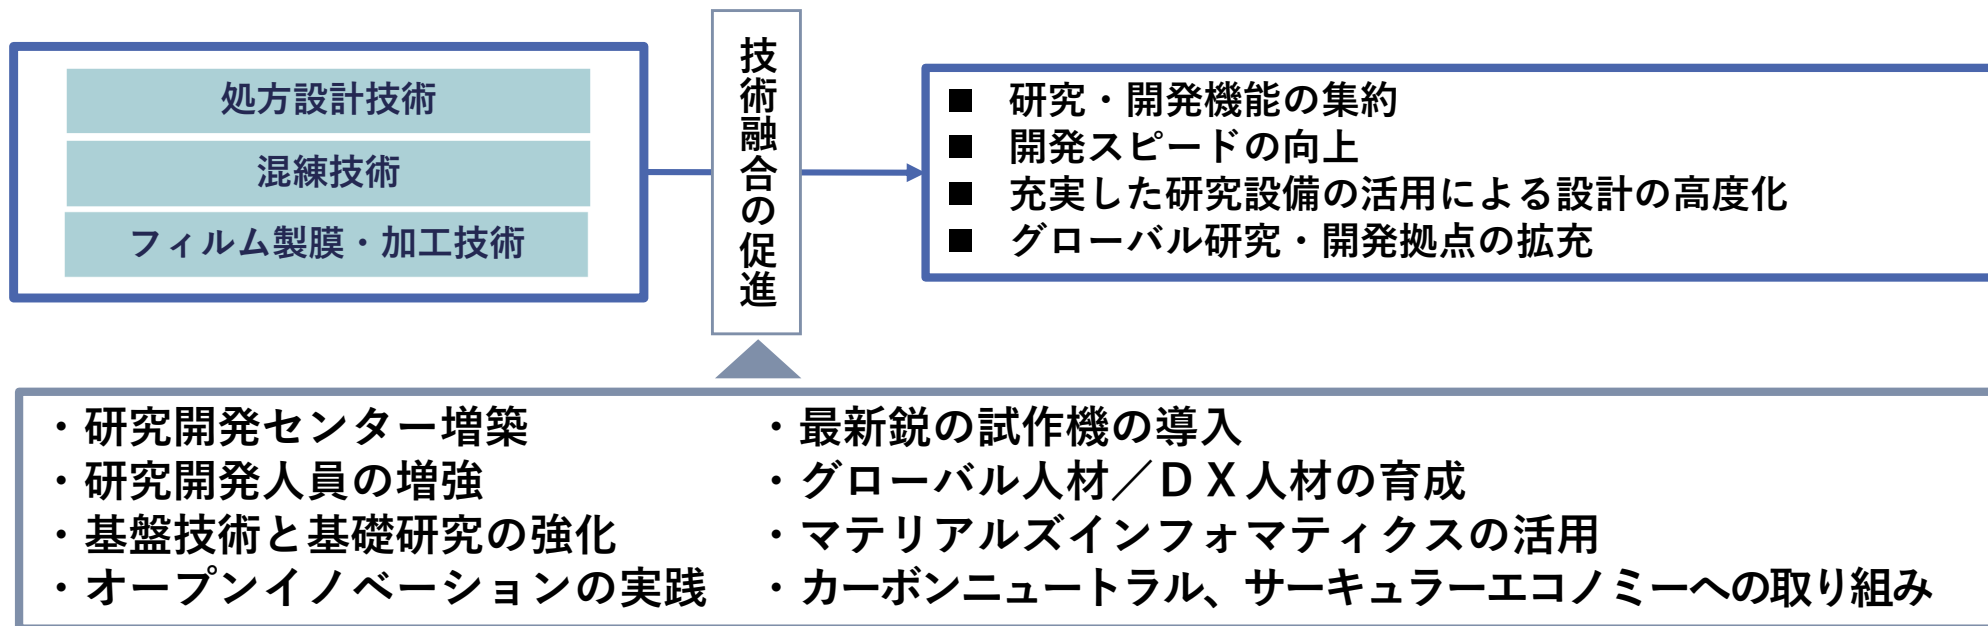 処方設計技術
混練技術
フィルム製膜・加工技術
技術融合の促進
■ 研究・開発機能の集約
■ 開発スピードの向上
■ 充実した研究設備の活用による設計の高度化
■ グローバル研究・開発拠点の拡充
・研究開発センター増築
・研究開発人員の増強
・基盤技術と基礎研究の強化
・オープンイノベーションの実践
・最新鋭の試作機の導入
・グローバル人材／ＤＸ人材の育成
・マテリアルズインフォマティクスの活用
・カーボンニュートラル、サーキュラーエコノミーへの取り組み